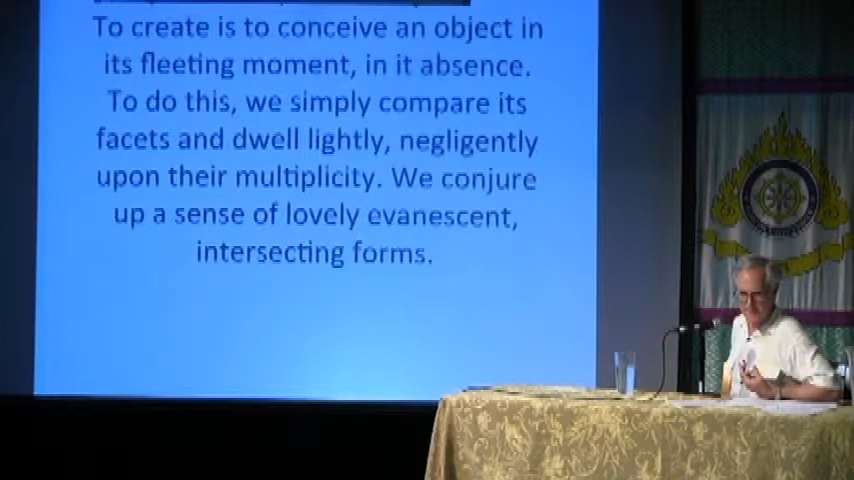 To create is to conceive an object in
its fleeting moment, in it absence.
To do this, we simply compare its
facets and dwell lightly, negligently
upon their multiplicity. We conjure
up a sense of lovely evanescent,
intersecting forms.